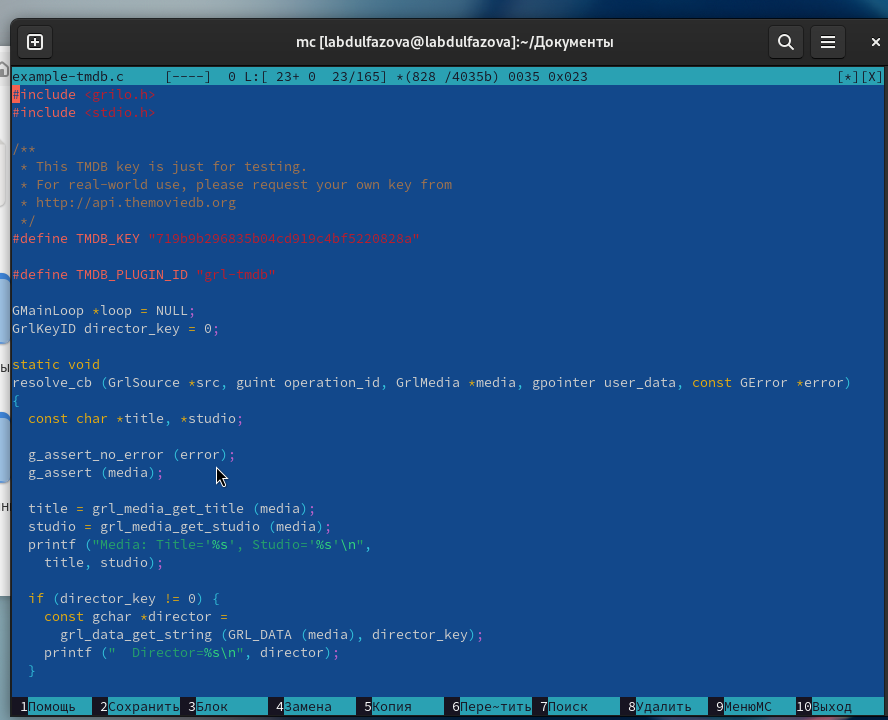 mc [labdulfazova@labdulfazova]:~/Документы
example-tmdb.c [----] 0 L:[ 23+ 0 23/165] *(828 /4035b) 0035 0x023 [*][X]
#include <grilo.h>
#include <stdio.h>
/**
 * This TMDB key is just for testing.
 * For real-world use, please request your own key from
 * http://api.themoviedb.org
 */
#define TMDB_KEY "719b9b296835b04cd919c4bf5220828a"
#define TMDB_PLUGIN_ID "grl-tmdb"
GMainLoop *loop = NULL;
GrlKeyID director_key = 0;
static void
resolve_cb (GrlSource *src, guint operation_id, GrlMedia *media, gpointer user_data, const GError *error)
{
  const char *title, *studio;
  g_assert_no_error (error);
  g_assert (media);
  title = grl_media_get_title (media);
  studio = grl_media_get_studio (media);
  printf ("Media: Title='%s', Studio='%s'\n",
    title, studio);
  if (director_key != 0) {
    const gchar *director =
      grl_data_get_string (GRL_DATA (media), director_key);
    printf ("  Director=%s\n", director);
  }
1Помощь 2Сохранить 3Блок 4Замена 5Копия 6Пере~тить 7Поиск 8Удалить 9МенюMC 10Выход